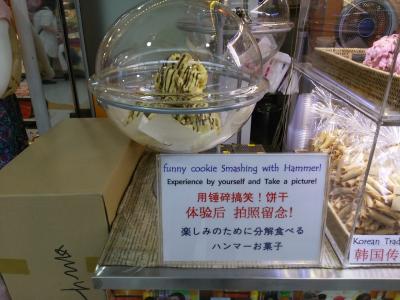 funny cookie Smashing with Hammer!
Experience by yourself and Take a picture!
用锤碎搞笑！饼干
体验后 拍照留念！
楽しみのために分解食べる
ハンマーお菓子
Korean Trad
韩国传